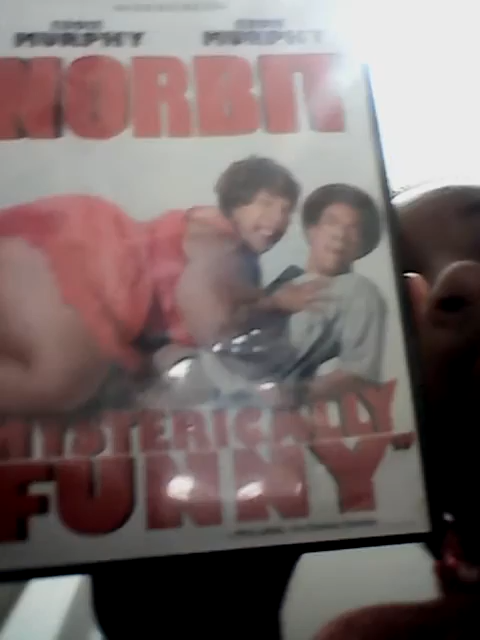 EDDIE EDDIE
MURPHY MURPHY
NORBIT
HYSTERICALLY
FUNNY"